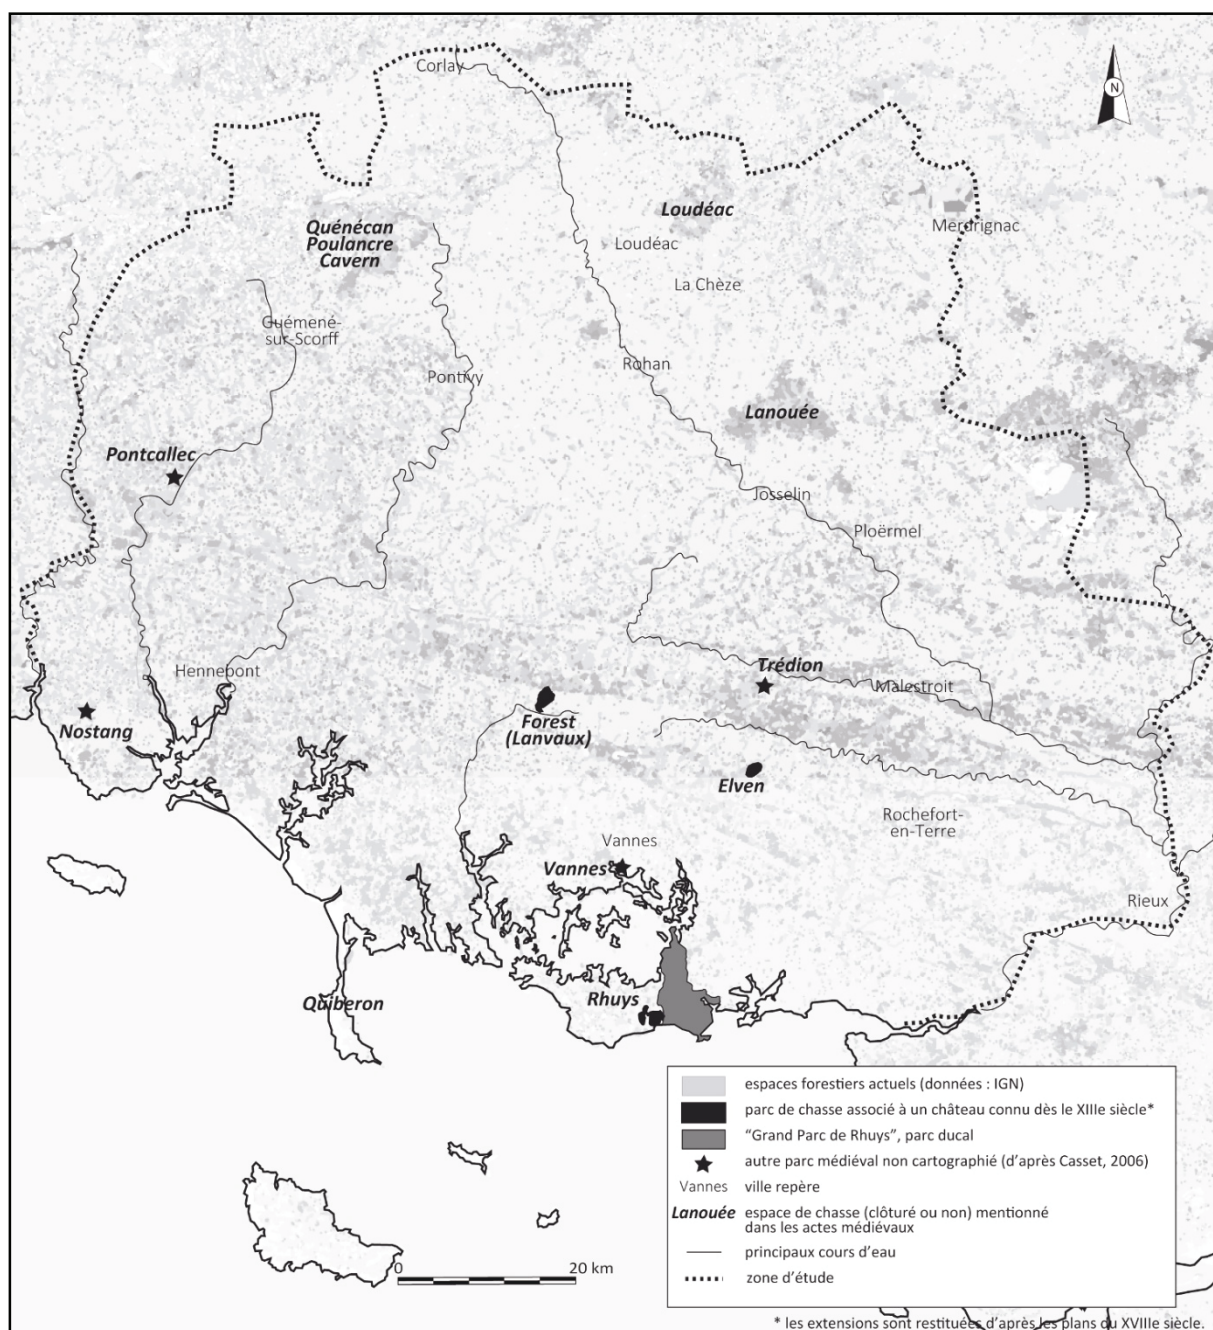 Corlay
N
Quénécan
Poulancre
Cavern
Loudéac
Loudéac
Merdrignac
La Chèze
Guémené-
sur-Scorff
Pontivy
Rohan
Lanouée
Pontcallec
Josselin
Ploërmel
Hennebont
Trédion
Malestroit
Nostang
Forest
(Lanvaux)
Elven
Rochefort-
en-Terre
Vannes
Vannes
Rieux
Quiberon
Rhuys
espaces forestiers actuels (données : IGN)
parc de chasse associé à un château connu dès le XIIIe siècle*
“Grand Parc de Rhuys”, parc ducal
autre parc médiéval non cartographié (d’après Casset, 2006)
Vannes ville repère
Lanouée espace de chasse (clôturé ou non) mentionné
dans les actes médiévaux
principaux cours d’eau
zone d’étude
0 20 km
* les extensions sont restituées d’après les plans du XVIIIe siècle.